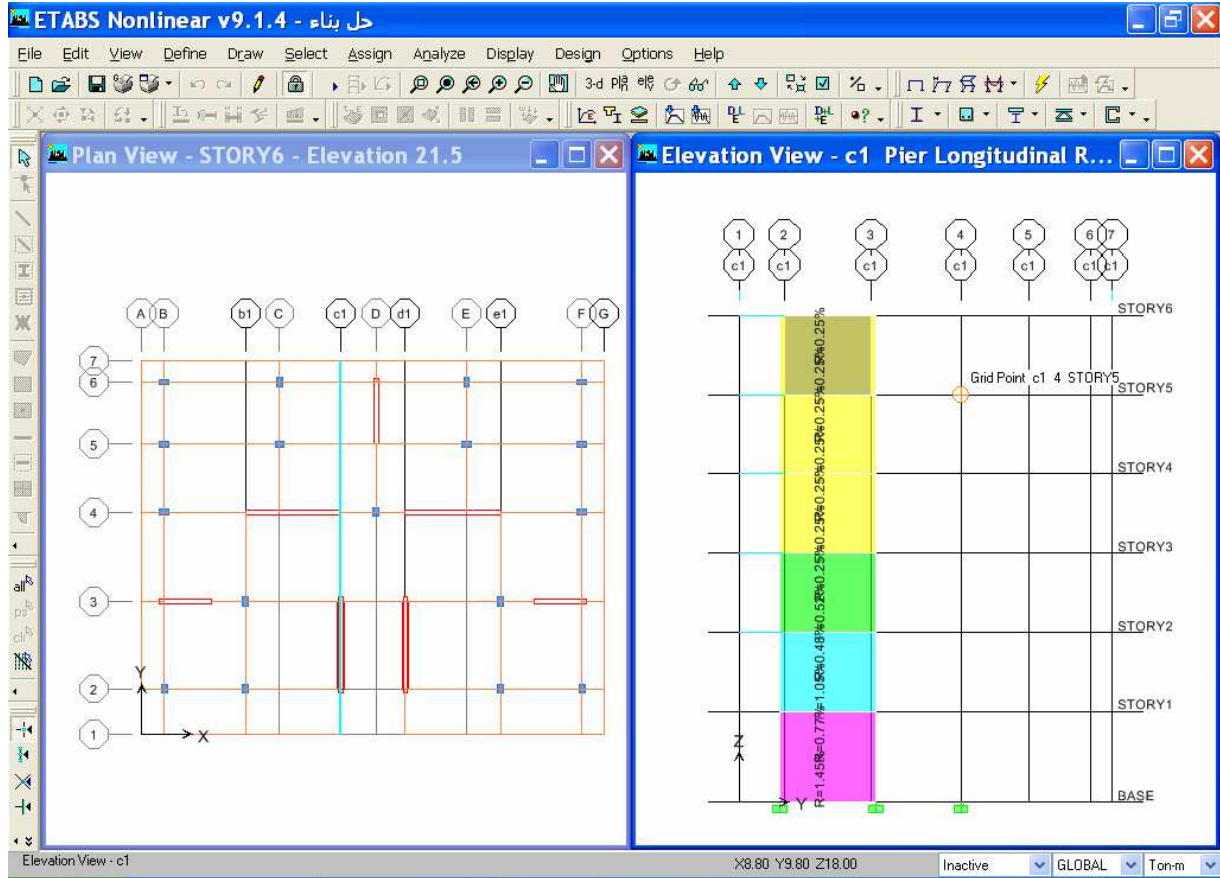 ETABS Nonlinear v9.1.4 - حل بناء
File Edit View Define Draw Select Assign Analyze Display Design Options Help
3-d
Plan View - STORY6 - Elevation 21.5
Elevation View - c1 Pier Longitudinal R...
A B b1 C c1 D d1 E e1 F G
7
6
5
4
3
2
1
Y
X
1 2 3 4 5 6 7
c1 c1 c1 c1 c1 c1 c1
STORY6
Grid Point c1 4 STORY5
STORY5
STORY4
STORY3
STORY2
STORY1
BASE
Z
Y
all
ps
clr
Elevation View - c1
X8.80 Y9.80 Z18.00
Inactive
GLOBAL
Ton-m